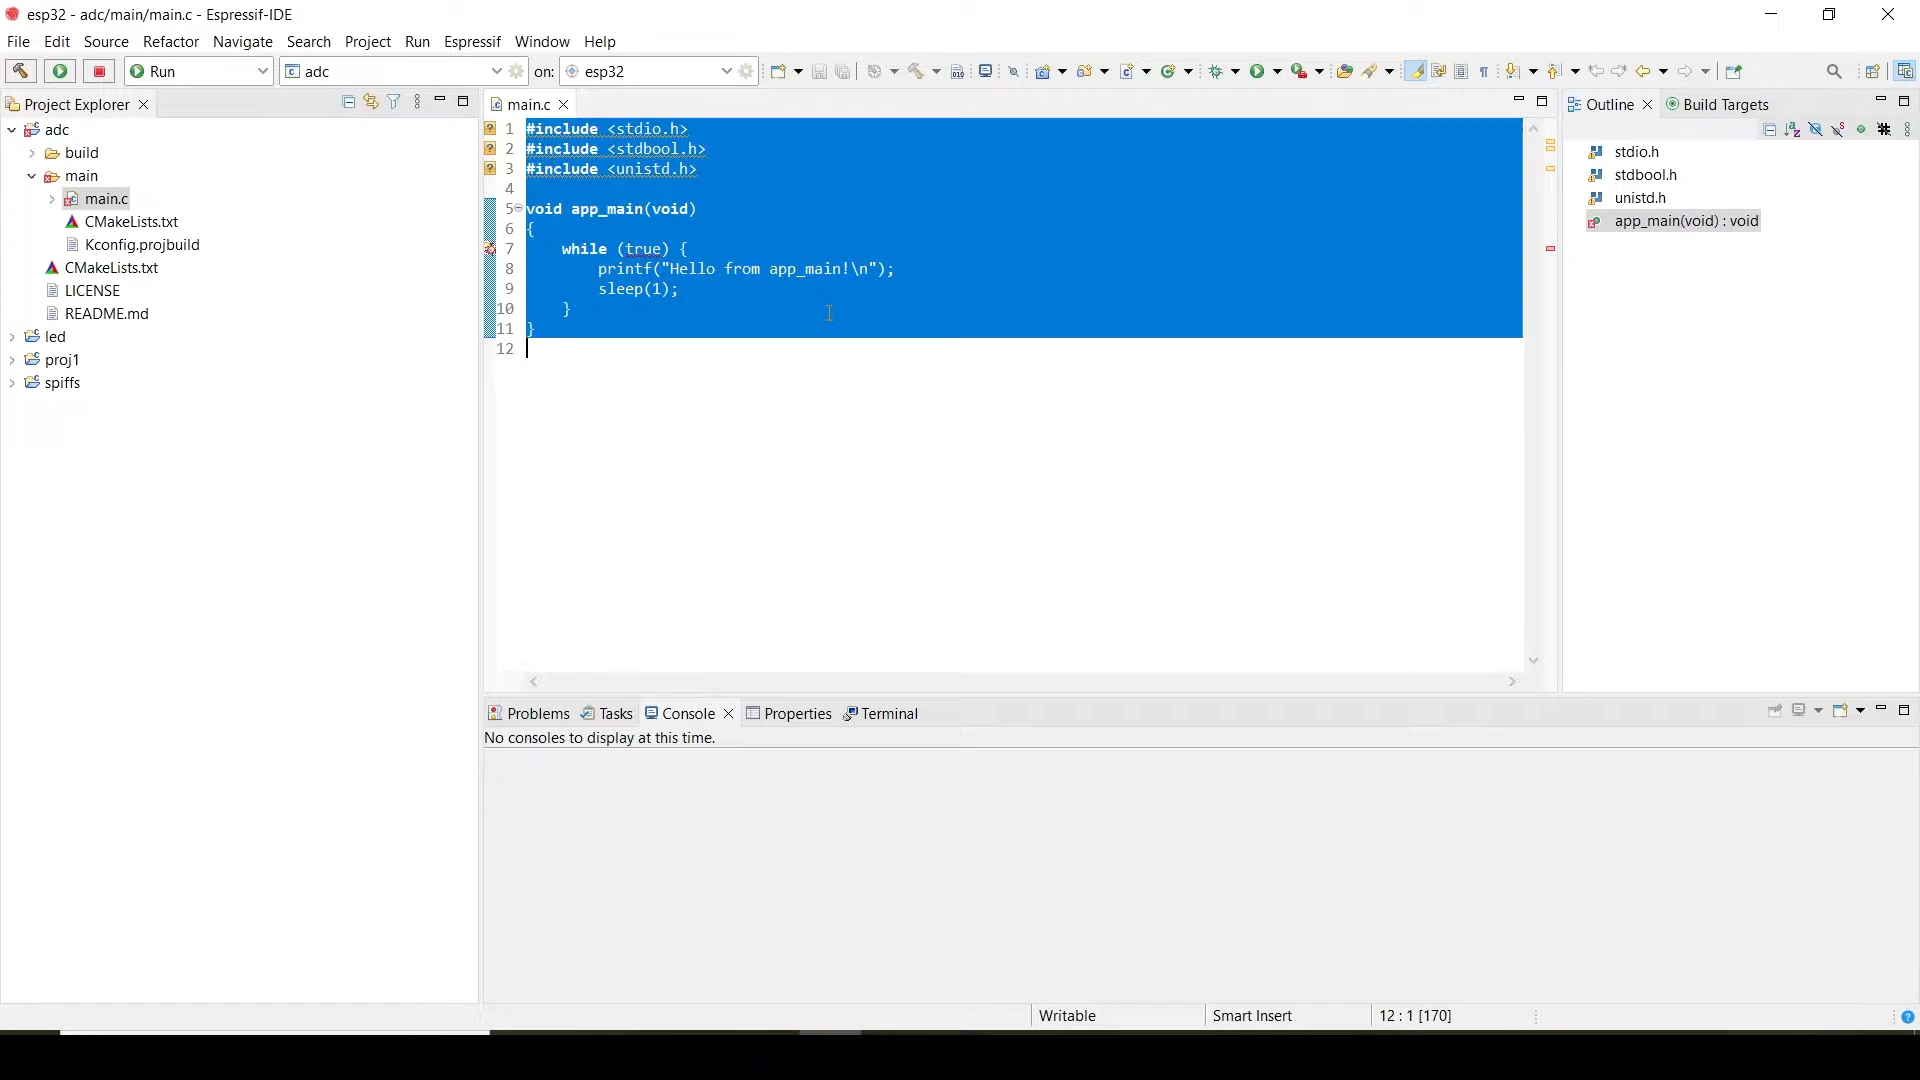 esp32 - adc/main/main.c - Espressif-IDE
File Edit Source Refactor Navigate Search Project Run Espressif Window Help
Run adc on: esp32
Project Explorer
adc
build
main
main.c
CMakeLists.txt
Kconfig.projbuild
CMakeLists.txt
LICENSE
README.md
led
proj1
spiffs
main.c
1 #include <stdio.h>
2 #include <stdbool.h>
3 #include <unistd.h>
4
5 void app_main(void)
6 {
7 while (true) {
8 printf("Hello from app_main!\n");
9 sleep(1);
10 }
11 }
12
Outline Build Targets
stdio.h
stdbool.h
unistd.h
app_main(void) : void
Problems Tasks Console Properties Terminal
No consoles to display at this time.
Writable Smart Insert 12 : 1 [170]